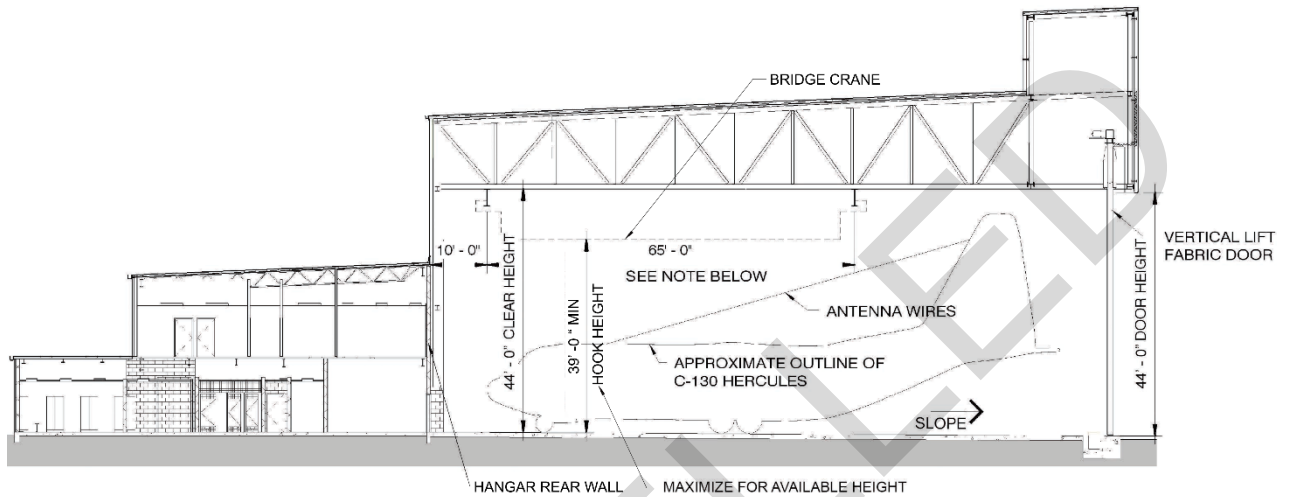 BRIDGE CRANE
10' - 0"
65' - 0"
SEE NOTE BELOW
44' - 0" CLEAR HEIGHT
39' -0 " MIN
HOOK HEIGHT
ANTENNA WIRES
APPROXIMATE OUTLINE OF
C-130 HERCULES
44' - 0" DOOR HEIGHT
VERTICAL LIFT
FABRIC DOOR
SLOPE
HANGAR REAR WALL
MAXIMIZE FOR AVAILABLE HEIGHT